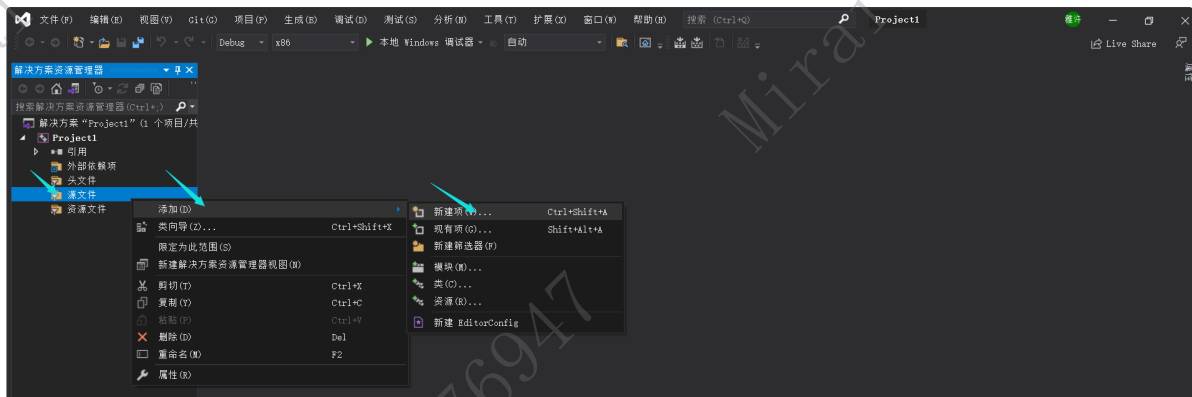 文件(F) 编辑(E) 视图(V) Git(G) 项目(P) 生成(B) 调试(D) 测试(S) 分析(N) 工具(T) 扩展(X) 窗口(W) 帮助(H) 搜索 (Ctrl+Q) Project1 雅许
Debug x86 本地 Windows 调试器 自动 Live Share
解决方案资源管理器
搜索解决方案资源管理器(Ctrl+;)
解决方案"Project1"(1 个项目/共
Project1
引用
外部依赖项
头文件
源文件
资源文件
添加(D)
类向导(Z)... Ctrl+Shift+X
限定为此范围(S)
新建解决方案资源管理器视图(N)
剪切(T) Ctrl+X
复制(Y) Ctrl+C
粘贴(P) Ctrl+V
删除(D) Del
重命名(M) F2
属性(R)
新建项(W)... Ctrl+Shift+A
现有项(G)... Shift+Alt+A
新建筛选器(F)
模块(M)...
类(C)...
资源(R)...
新建 EditorConfig
Mira
76947